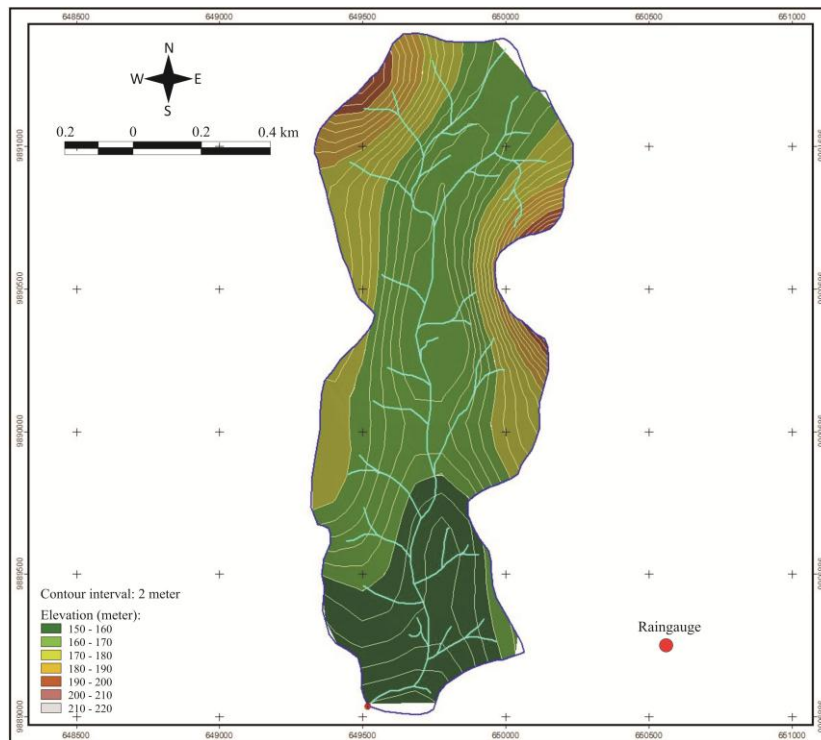 648500 649000 649500 650000 650500 651000
N
W E
S
0.2 0 0.2 0.4 km
9891000
9890500
9890000
9889500
9889000
Contour interval: 2 meter
Elevation (meter):
150 - 160
160 - 170
170 - 180
180 - 190
190 - 200
200 - 210
210 - 220
Raingauge
648500 649000 649500 650000 650500 651000